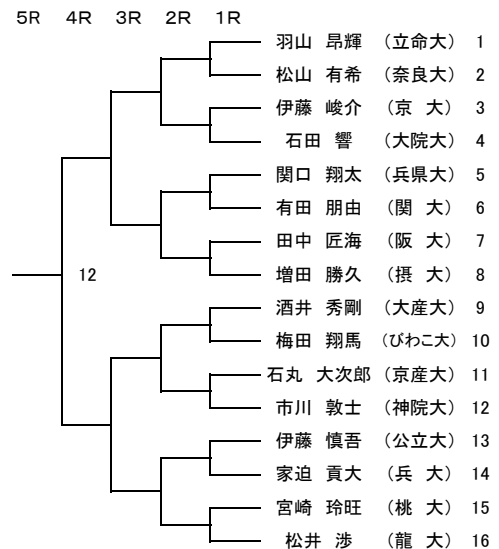 5R 4R 3R 2R 1R
羽山 昂輝 (立命大) 1
松山 有希 (奈良大) 2
伊藤 峻介 (京 大) 3
石田 響 (大院大) 4
関口 翔太 (兵県大) 5
有田 朋由 (関 大) 6
田中 匠海 (阪 大) 7
12
増田 勝久 (摂 大) 8
酒井 秀剛 (大産大) 9
梅田 翔馬 (びわこ大) 10
石丸 大次郎 (京産大) 11
市川 敦士 (神院大) 12
伊藤 慎吾 (公立大) 13
家迫 貢大 (兵 大) 14
宮崎 玲旺 (桃 大) 15
松井 渉 (龍 大) 16